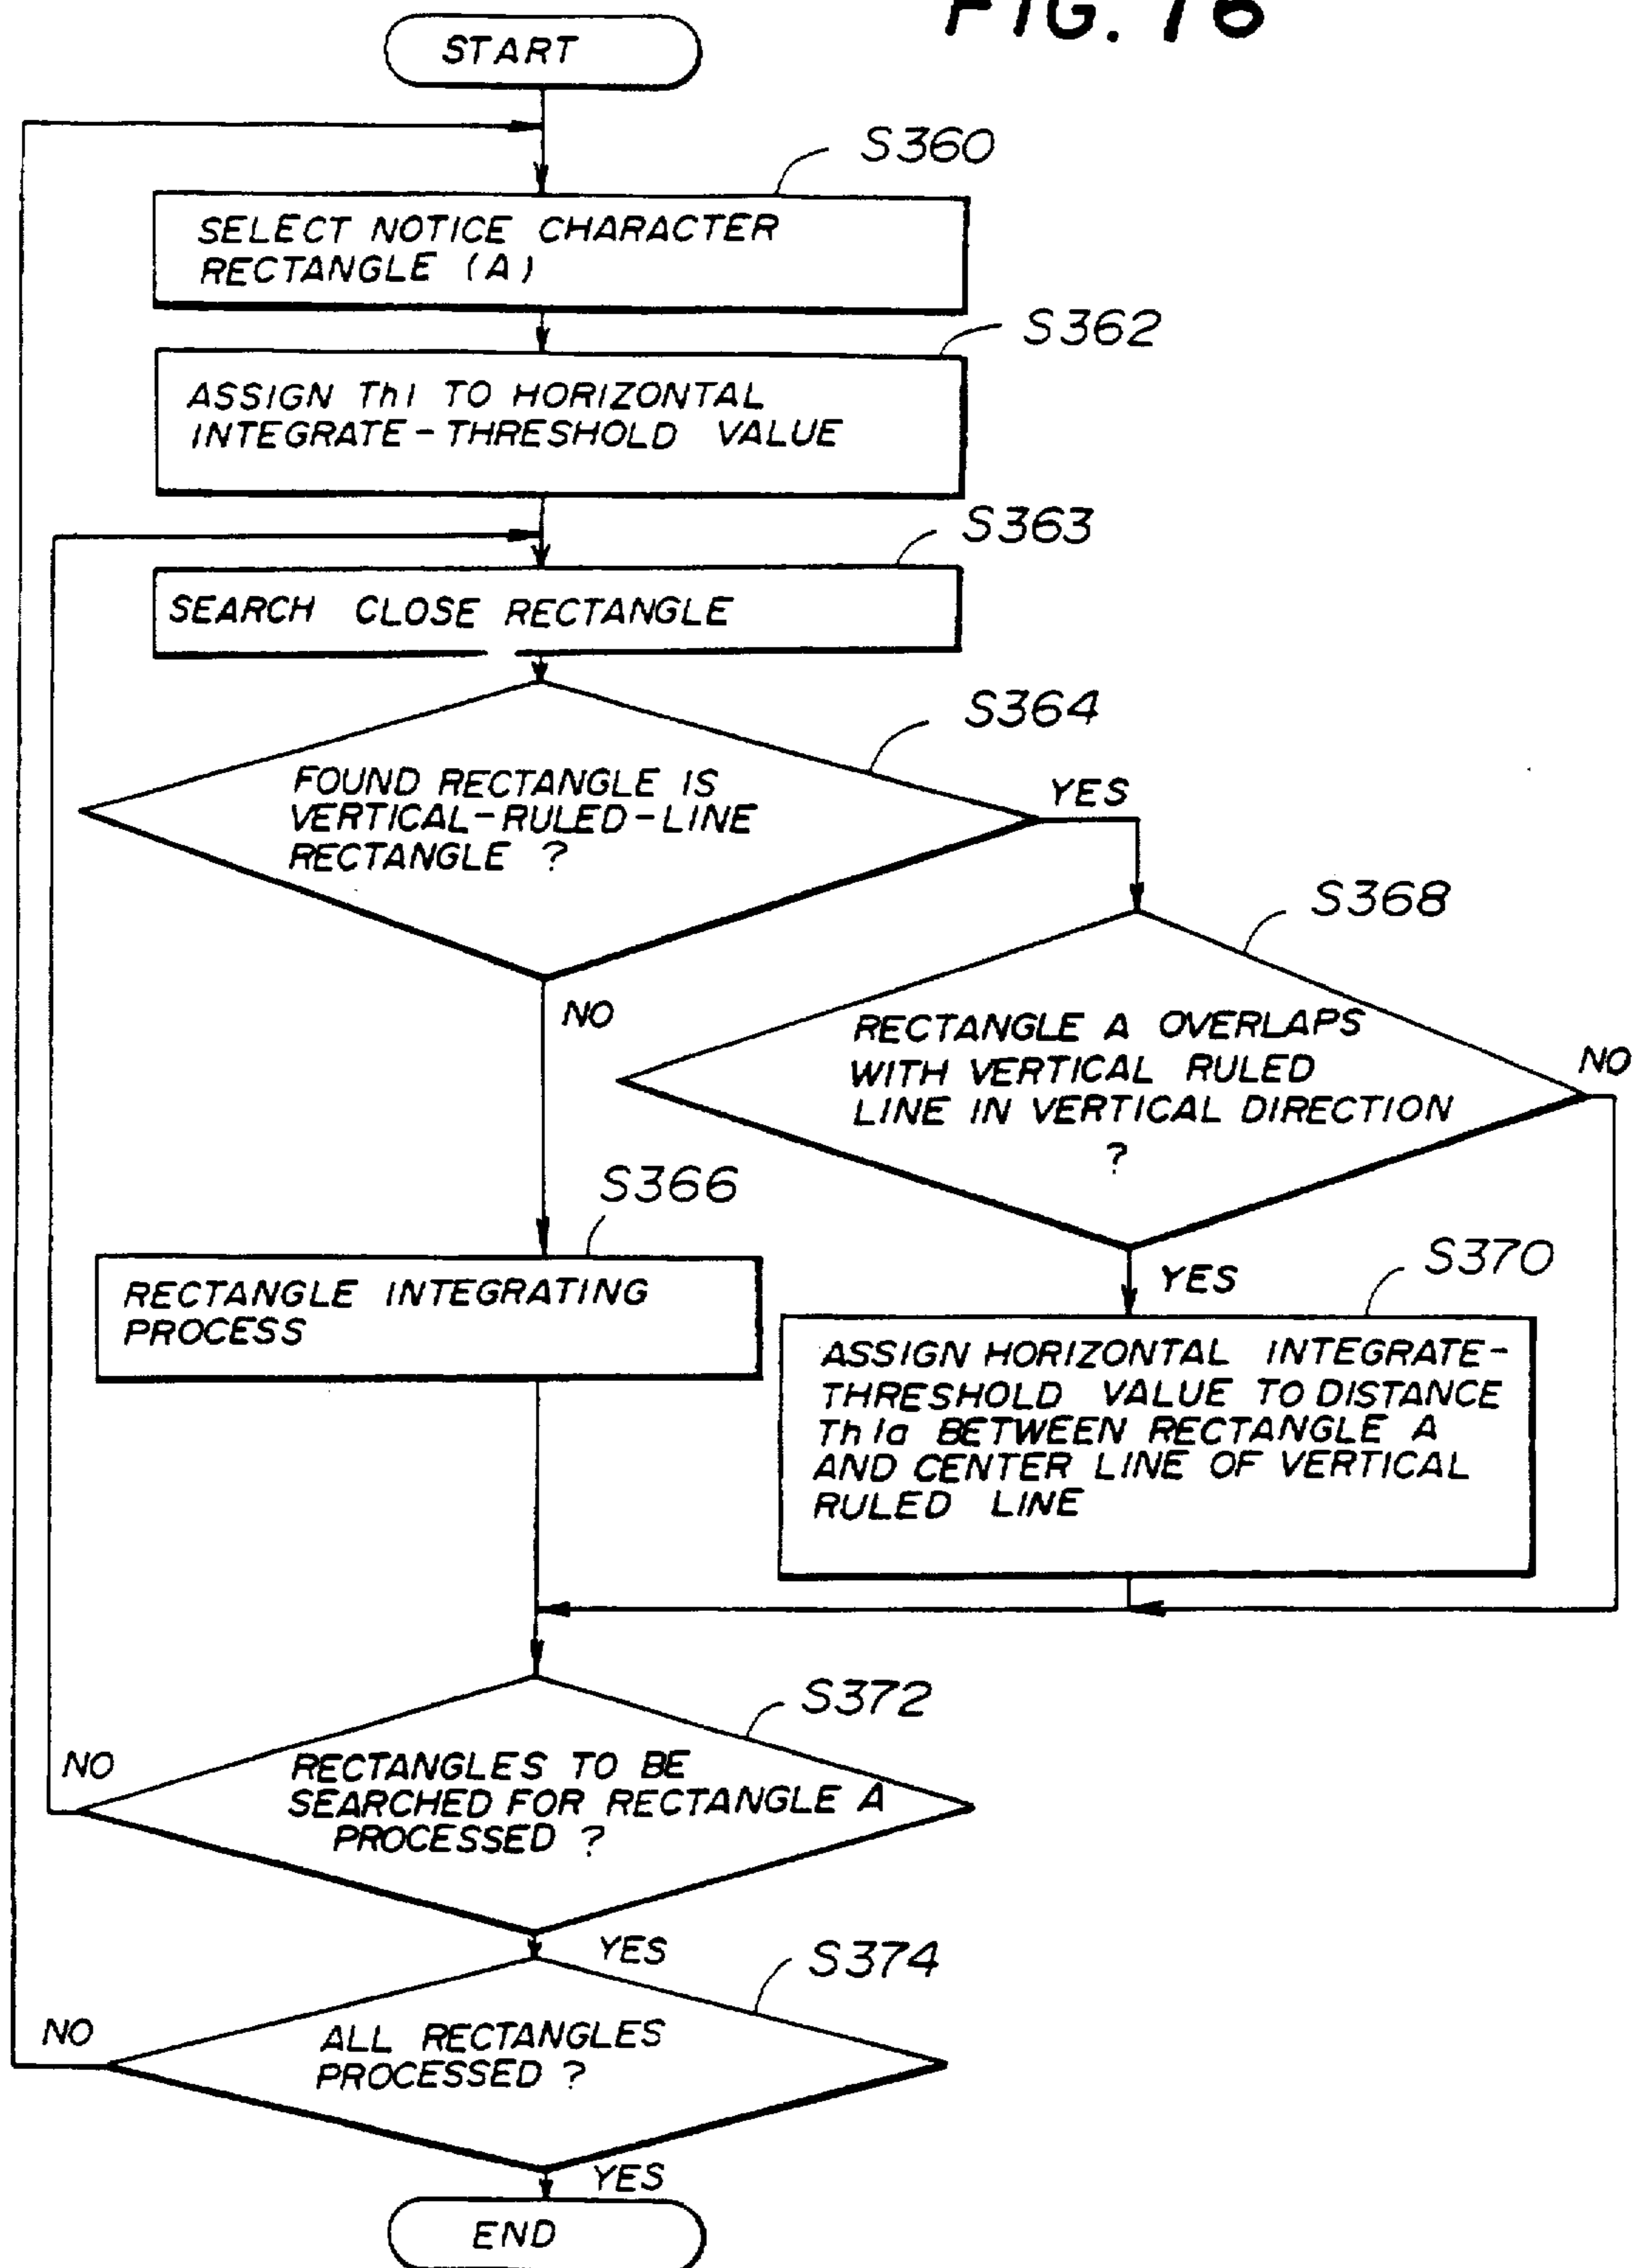 FIG. 16
START
S360
SELECT NOTICE CHARACTER
RECTANGLE (A)
S362
ASSIGN Th1 TO HORIZONTAL
INTEGRATE-THRESHOLD VALUE
S363
SEARCH CLOSE RECTANGLE
S364
FOUND RECTANGLE IS
VERTICAL-RULED-LINE
RECTANGLE ?
YES
NO
S368
RECTANGLE A OVERLAPS
WITH VERTICAL RULED
LINE IN VERTICAL DIRECTION
?
NO
YES
S366
RECTANGLE INTEGRATING
PROCESS
S370
ASSIGN HORIZONTAL INTEGRATE-
THRESHOLD VALUE TO DISTANCE
Th1a BETWEEN RECTANGLE A
AND CENTER LINE OF VERTICAL
RULED LINE
S372
RECTANGLES TO BE
SEARCHED FOR RECTANGLE A
PROCESSED ?
NO
YES
S374
ALL RECTANGLES
PROCESSED ?
NO
YES
END